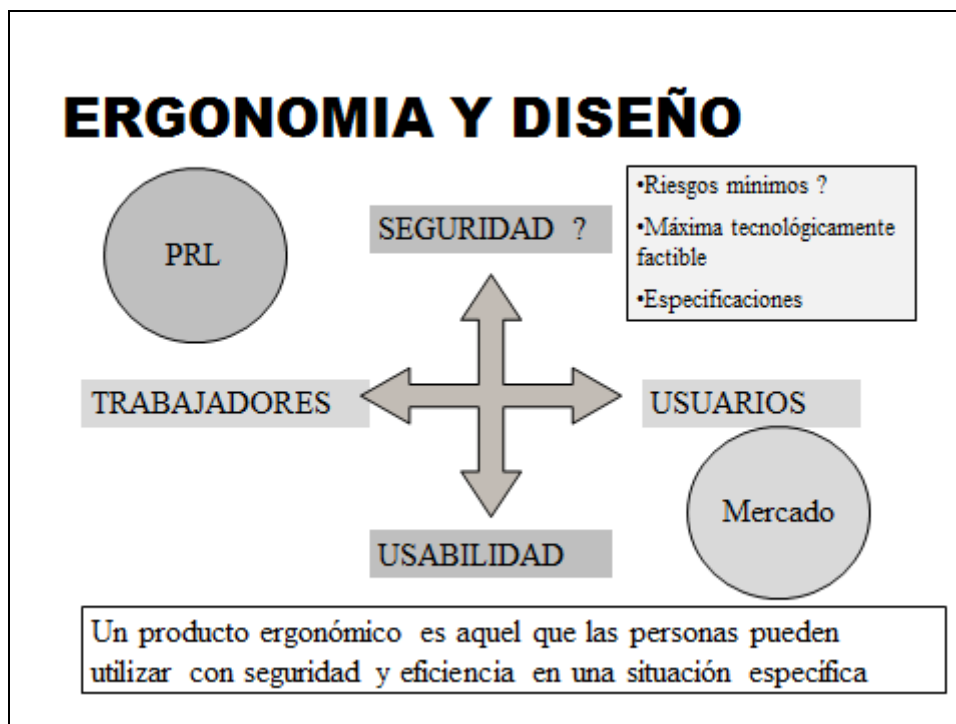 ERGONOMIA Y DISEÑO
PRL
SEGURIDAD ?
•Riesgos mínimos ?
•Máxima tecnológicamente
factible
•Especificaciones
TRABAJADORES
USUARIOS
Mercado
USABILIDAD
Un producto ergonómico es aquel que las personas pueden
utilizar con seguridad y eficiencia en una situación específica